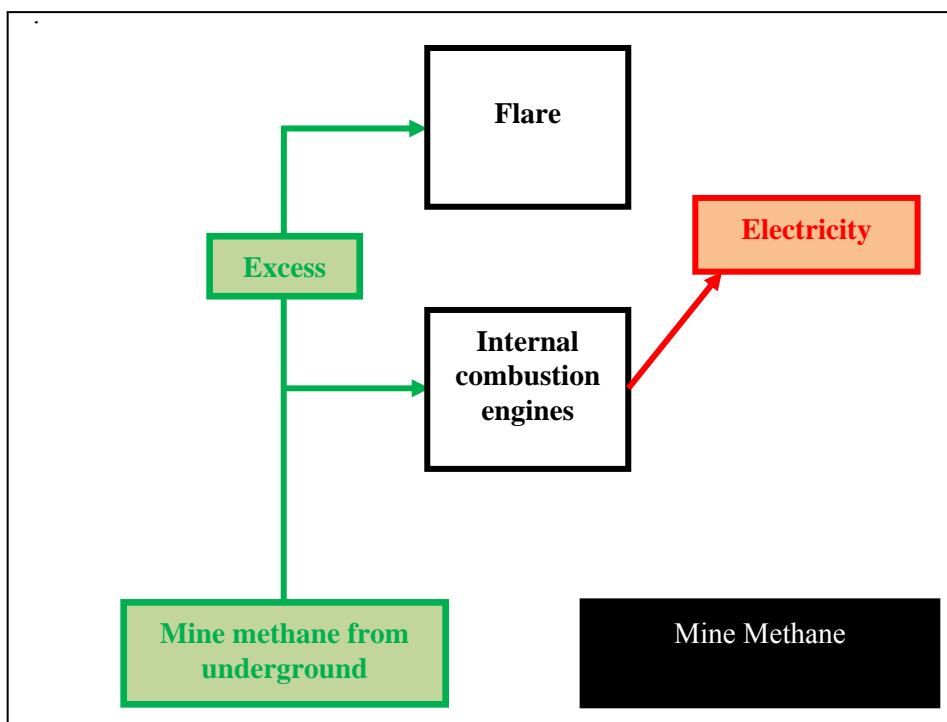 Flare
Electricity
Excess
Internal
combustion
engines
Mine methane from
underground
Mine Methane